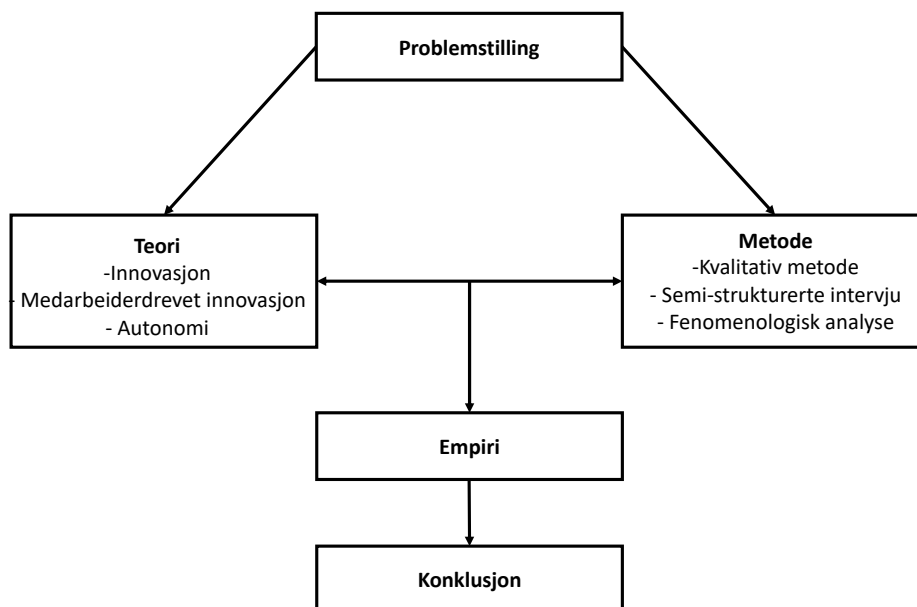 Problemstilling
Teori
-Innovasjon
- Medarbeiderdrevet innovasjon
- Autonomi
Metode
-Kvalitativ metode
- Semi-strukturerte intervju
- Fenomenologisk analyse
Empiri
Konklusjon